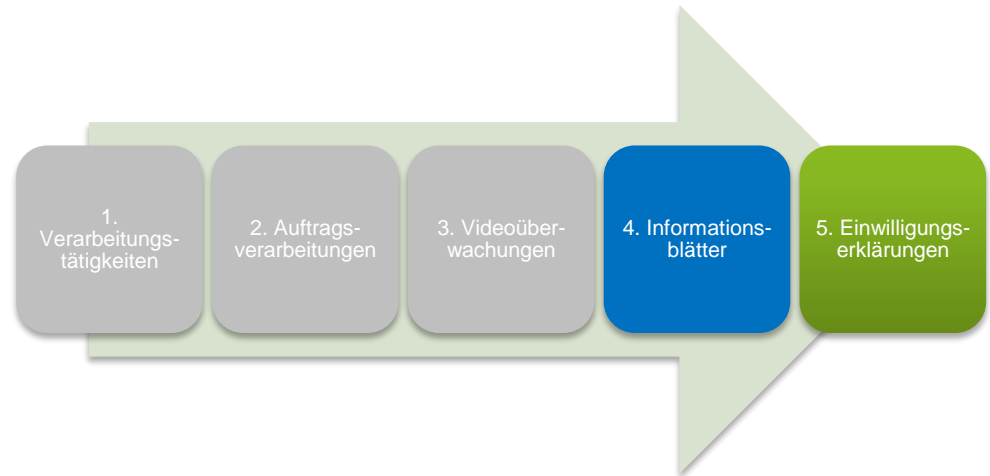 1.
Verarbeitungs-
tätigkeiten
2. Auftrags-
verarbeitungen
3. Videoüber-
wachungen
4. Informations-
blätter
5. Einwilligungs-
erklärungen